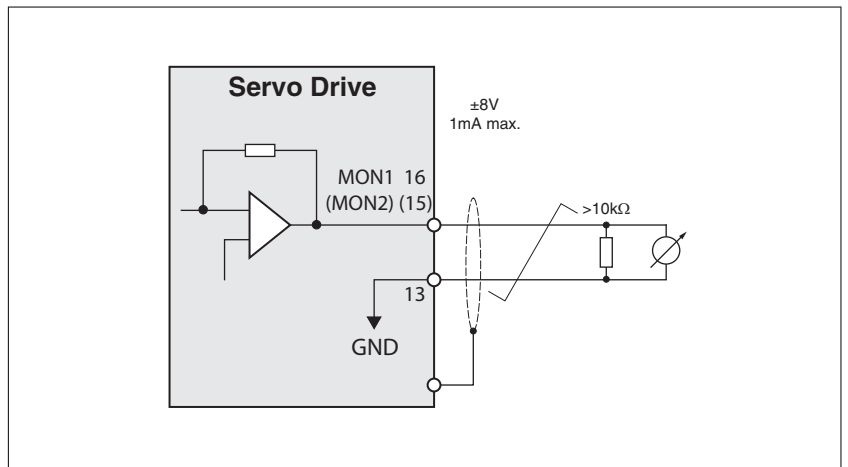 Servo Drive
±8V
1mA max.
MON1 16
(MON2) (15)
>10kΩ
13
GND